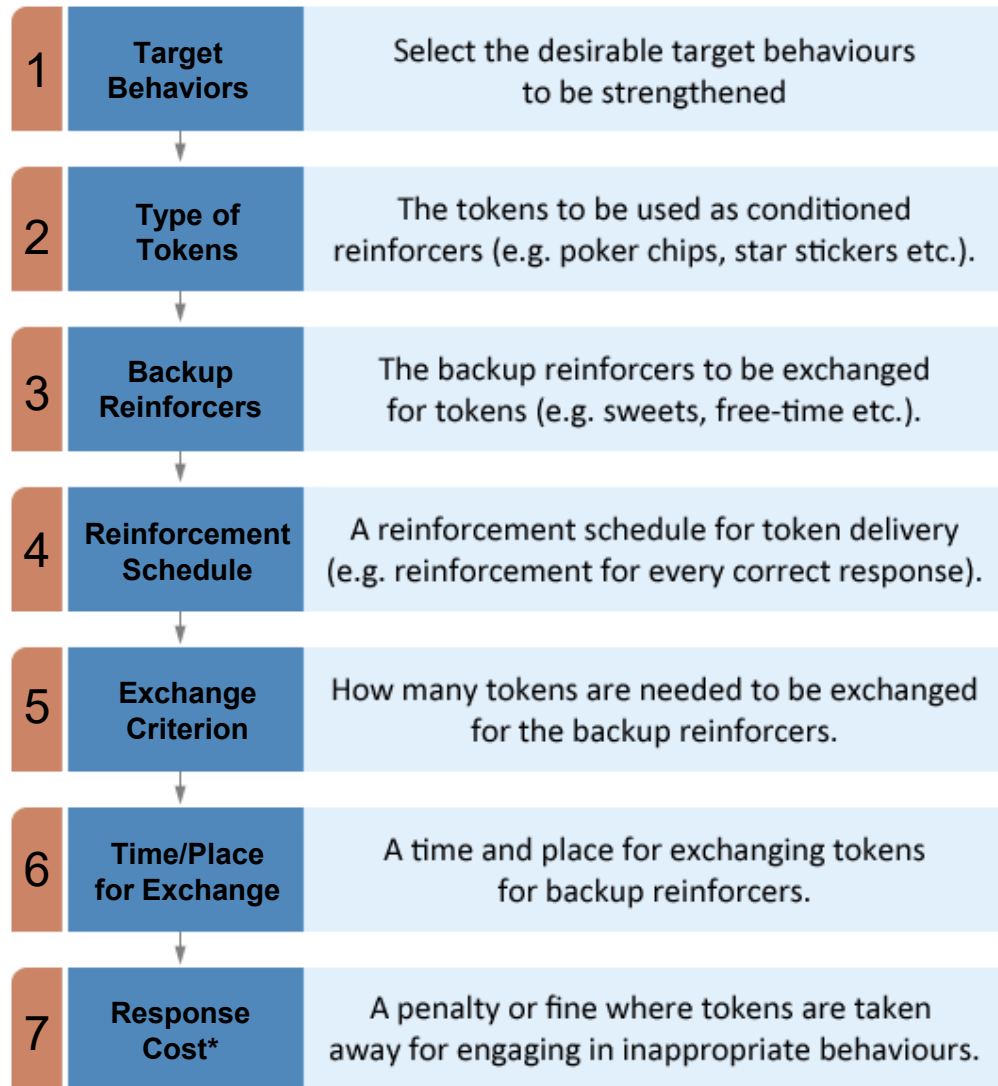 1
Target
Behaviors
Select the desirable target behaviours
to be strengthened
2
Type of
Tokens
The tokens to be used as conditioned
reinforcers (e.g. poker chips, star stickers etc.).
3
Backup
Reinforcers
The backup reinforcers to be exchanged
for tokens (e.g. sweets, free-time etc.).
4
Reinforcement
Schedule
A reinforcement schedule for token delivery
(e.g. reinforcement for every correct response).
5
Exchange
Criterion
How many tokens are needed to be exchanged
for the backup reinforcers.
6
Time/Place
for Exchange
A time and place for exchanging tokens
for backup reinforcers.
7
Response
Cost*
A penalty or fine where tokens are taken
away for engaging in inappropriate behaviours.